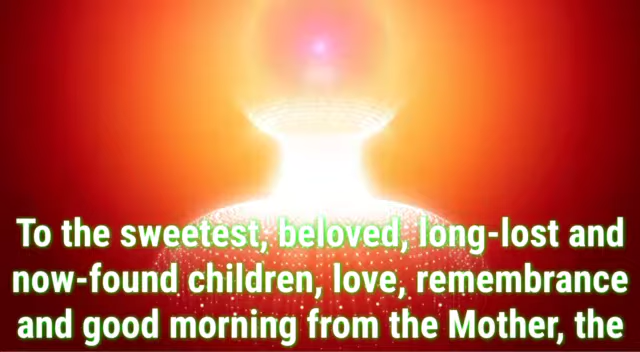 To the sweetest, beloved, long-lost and
now-found children, love, remembrance
and good morning from the Mother, the